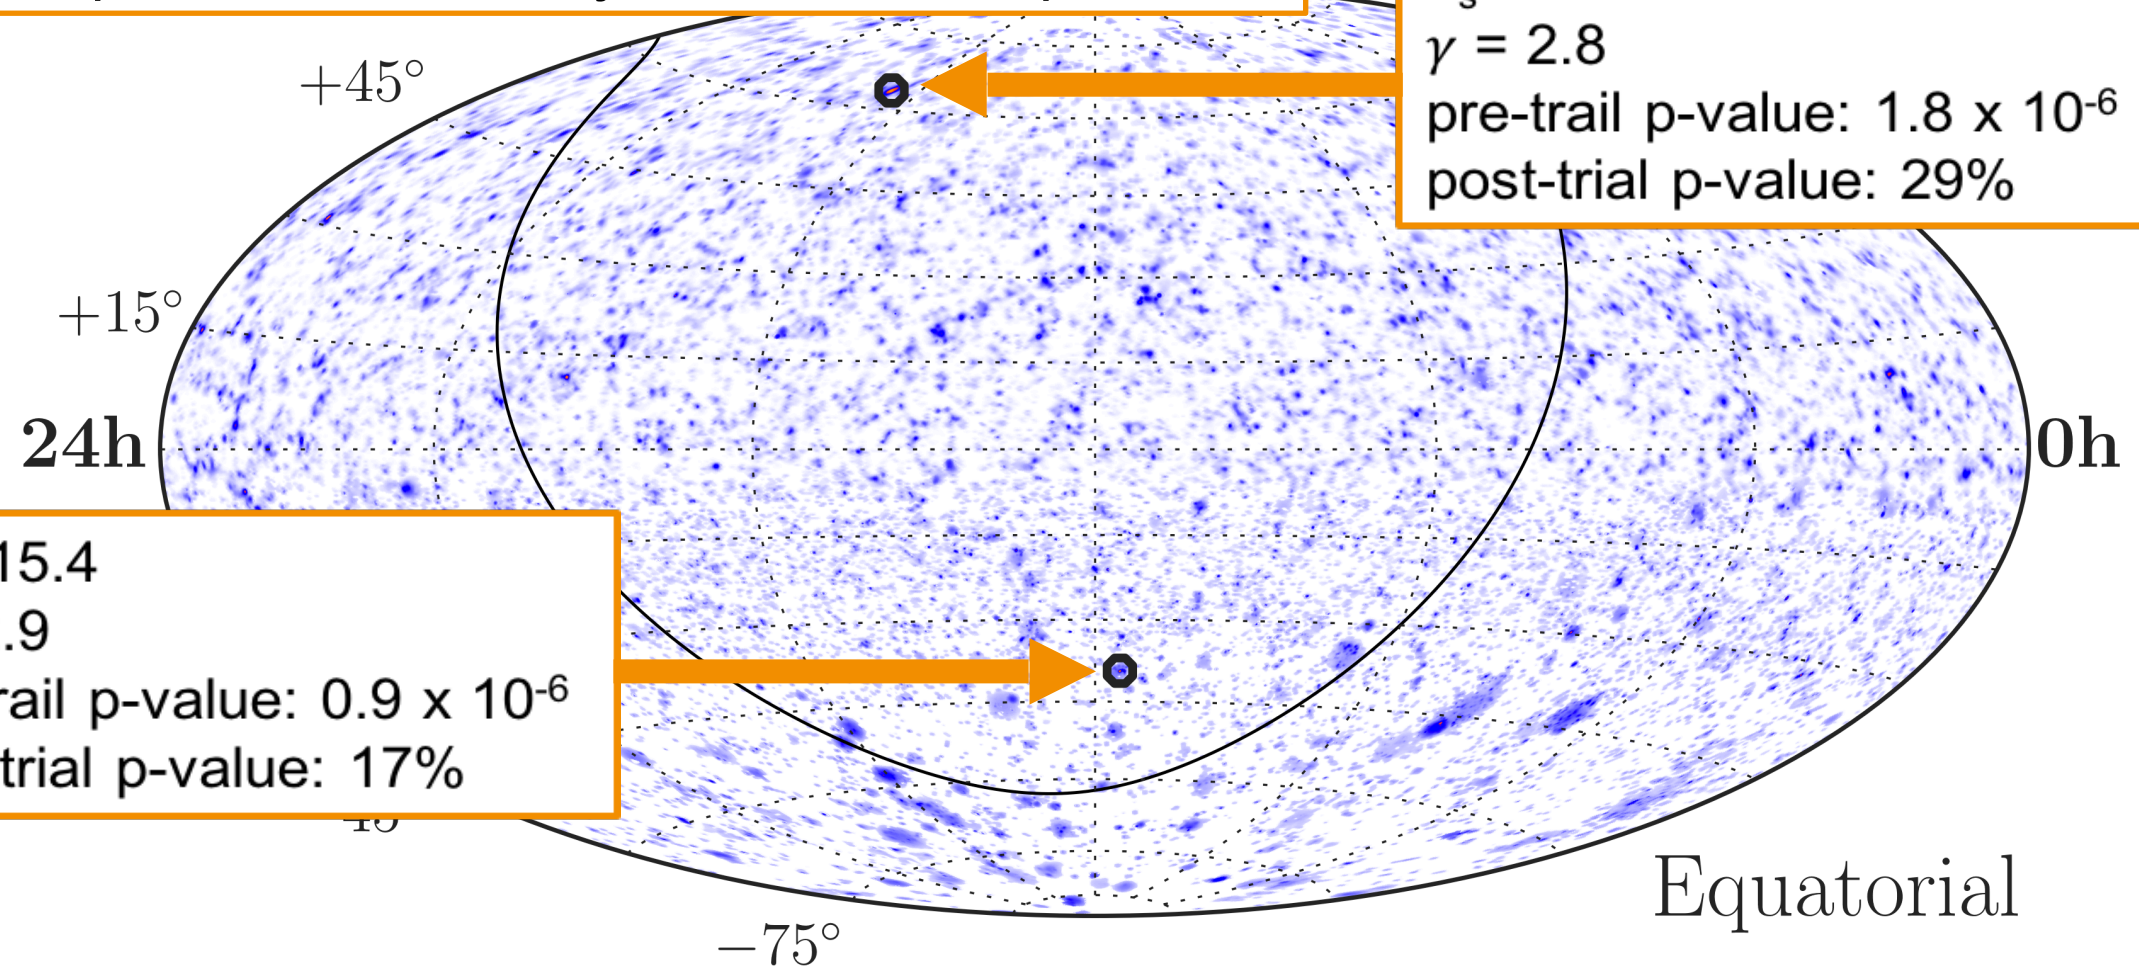 γ = 2.8
pre-trail p-value: 1.8 x 10⁻⁶
post-trial p-value: 29%
+45°
+15°
24h
0h
15.4
.9
rail p-value: 0.9 x 10⁻⁶
trial p-value: 17%
Equatorial
−75°